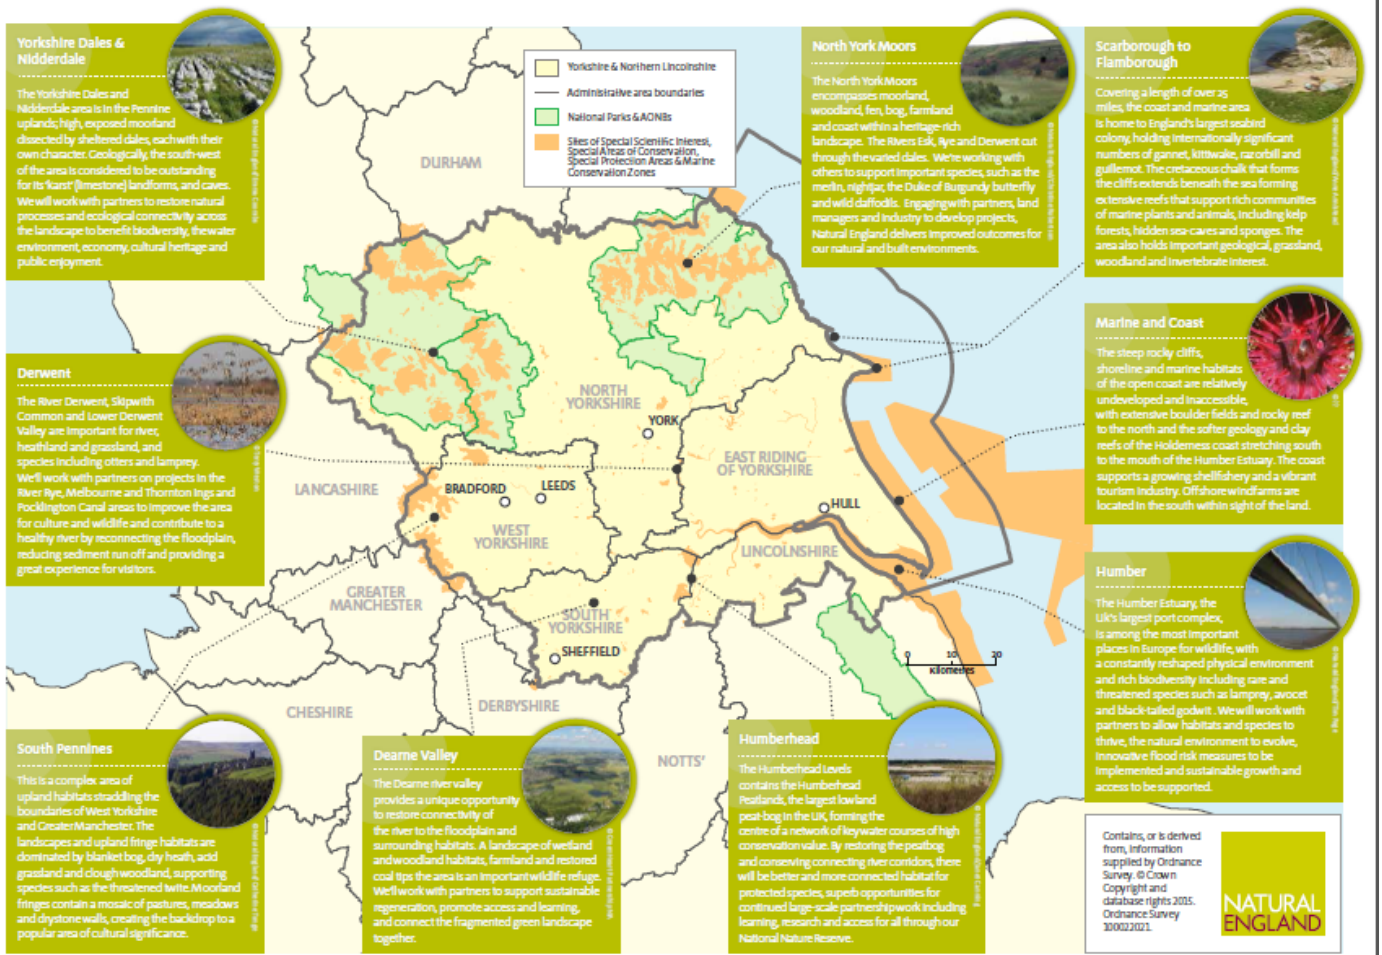 Yorkshire Dales &
Nidderdale
The Yorkshire Dales and
Nidderdale area is in the Pennine
uplands; high, exposed moorland
dissected by sheltered dales, each with their
own character. Geologically, the south-west
of the area is considered to be outstanding
for its 'karst' (limestone) landforms, and caves.
We will work with partners to restore natural
processes and ecological connectivity across
the landscape to benefit biodiversity, the water
environment, economy, cultural heritage and
public enjoyment.
Yorkshire & Northern Lincolnshire
Administrative area boundaries
National Parks & AONBs
Sites of Special Scientific Interest,
Special Areas of Conservation,
Special Protection Areas & Marine
Conservation Zones
North York Moors
The North York Moors
encompasses moorland,
woodland, fen, bog, farmland
and coast within a heritage-rich
landscape. The Rivers Esk, Rye and Derwent cut
through the varied dales. We're working with
others to support important species, such as the
merlin, nightjar, the Duke of Burgundy butterfly
and wild daffodils. Engaging with partners, land
managers and industry to develop projects,
Natural England delivers improved outcomes for
our natural and built environments.
Scarborough to
Flamborough
Covering a length of over 25
miles, the coast and marine area
is home to England's largest seabird
colony, holding internationally significant
numbers of gannet, kittiwake, razorbill and
guillemot. The cretaceous chalk that forms
the cliffs extends beneath the sea forming
extensive reefs that support rich communities
of marine plants and animals, including kelp
forests, hidden sea-caves and sponges. The
area also holds important geological, grassland,
woodland and invertebrate interest.
Derwent
The River Derwent, Skipwith
Common and Lower Derwent
Valley are important for river,
heathland and grassland, and
species including otters and lamprey.
We'll work with partners on projects in the
River Rye, Melbourne and Thornton Ings and
Pocklington Canal areas to improve the area
for culture and wildlife and contribute to a
healthy river by reconnecting the floodplain,
reducing sediment run off and providing a
great experience for visitors.
Marine and Coast
The steep rocky cliffs,
shoreline and marine habitats
of the open coast are relatively
undeveloped and inaccessible,
with extensive boulder fields and rocky reef
to the north and the softer geology and clay
reefs of the Holderness coast stretching south
to the mouth of the Humber Estuary. The coast
supports a growing shellfishery and a vibrant
tourism industry. Offshore windfarms are
located in the south within sight of the land.
DURHAM
NORTH
YORKSHIRE
YORK
EAST RIDING
OF YORKSHIRE
LANCASHIRE
BRADFORD
LEEDS
HULL
WEST
YORKSHIRE
LINCOLNSHIRE
GREATER
MANCHESTER
SOUTH
YORKSHIRE
SHEFFIELD
0 10 20
Kilometres
CHESHIRE
DERBYSHIRE
NOTTS'
Humber
The Humber Estuary, the
Uk's largest port complex,
is among the most important
places in Europe for wildlife, with
a constantly reshaped physical environment
and rich biodiversity including rare and
threatened species such as lamprey, avocet
and black-tailed godwit . We will work with
partners to allow habitats and species to
thrive, the natural environment to evolve,
innovative flood risk measures to be
implemented and sustainable growth and
access to be supported.
South Pennines
This is a complex area of
upland habitats straddling the
boundaries of West Yorkshire
and Greater Manchester. The
landscapes and upland fringe habitats are
dominated by blanket bog, dry heath, acid
grassland and clough woodland, supporting
species such as the threatened twite. Moorland
fringes contain a mosaic of pastures, meadows
and drystone walls, creating the backdrop to a
popular area of cultural significance.
Dearne Valley
The Dearne river valley
provides a unique opportunity
to restore connectivity of
the river to the floodplain and
surrounding habitats. A landscape of wetland
and woodland habitats, farmland and restored
coal tips the area is an important wildlife refuge.
We'll work with partners to support sustainable
regeneration, promote access and learning,
and connect the fragmented green landscape
together.
Humberhead
The Humberhead Levels
contains the Humberhead
Peatlands, the largest lowland
peat-bog in the UK, forming the
centre of a network of key water courses of high
conservation value. By restoring the peatbog
and conserving connecting river corridors, there
will be better and more connected habitat for
protected species, superb opportunities for
continued large-scale partnership work including
learning, research and access for all through our
National Nature Reserve.
Contains, or is derived
from, information
supplied by Ordnance
Survey. © Crown
Copyright and
database rights 2015.
Ordnance Survey
100022021.
NATURAL
ENGLAND